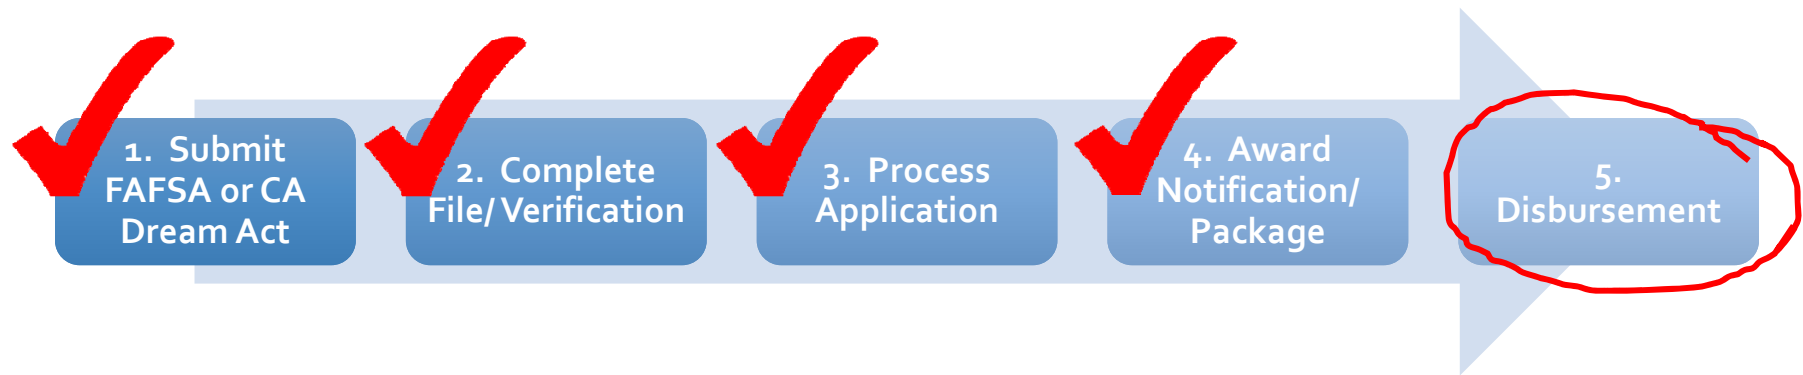 1. Submit
FAFSA or CA
Dream Act
2. Complete
File/ Verification
3. Process
Application
4. Award
Notification/
Package
5.
Disbursement